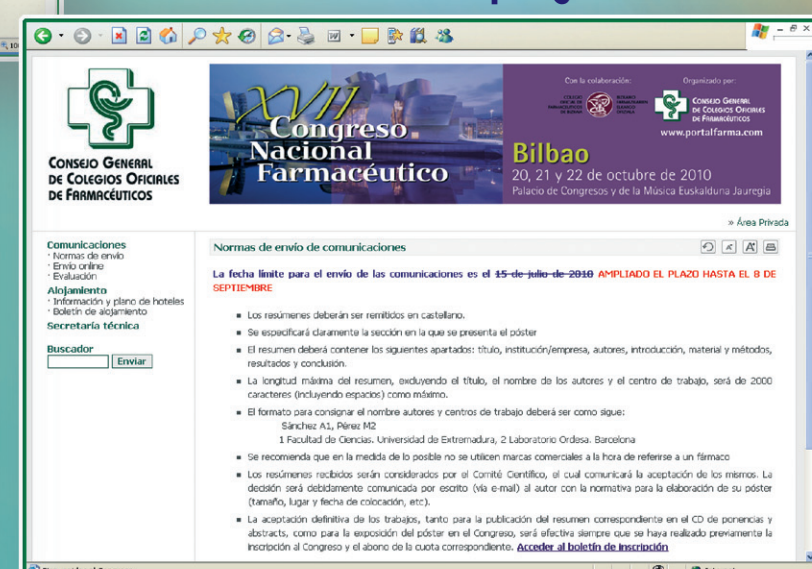 CONSEJO GENERAL
DE COLEGIOS OFICIALES
DE FARMACÉUTICOS
XVII
Congreso
Nacional
Farmacéutico
Con la colaboración:
Organizado por:
CONSEJO GENERAL
DE COLEGIOS OFICIALES
DE FARMACÉUTICOS
www.portalfarma.com
Bilbao
20, 21 y 22 de octubre de 2010
Palacio de Congresos y de la Música Euskalduna Jauregia
» Área Privada
Comunicaciones
· Normas de envío
· Envío online
· Evaluación
Alojamiento
· Información y plano de hoteles
· Boletín de alojamiento
Secretaría técnica
Buscador
Enviar
Normas de envío de comunicaciones
La fecha límite para el envío de las comunicaciones es el 15 de julio de 2010 AMPLIADO EL PLAZO HASTA EL 8 DE
SEPTIEMBRE
Los resúmenes deberán ser remitidos en castellano.
Se especificará claramente la sección en la que se presenta el póster
El resumen deberá contener los siguientes apartados: título, institución/empresa, autores, introducción, material y métodos,
resultados y conclusión.
La longitud máxima del resumen, excluyendo el título, el nombre de los autores y el centro de trabajo, será de 2000
caracteres (incluyendo espacios) como máximo.
El formato para consignar el nombre autores y centros de trabajo deberá ser como sigue:
Sánchez A1, Pérez M2
1 Facultad de Ciencias. Universidad de Extremadura, 2 Laboratorio Ordesa. Barcelona
Se recomienda que en la medida de lo posible no se utilicen marcas comerciales a la hora de referirse a un fármaco
Los resúmenes recibidos serán considerados por el Comité Científico, el cual comunicará la aceptación de los mismos. La
decisión será debidamente comunicada por escrito (vía e-mail) al autor con la normativa para la elaboración de su póster
(tamaño, lugar y fecha de colocación, etc).
La aceptación definitiva de los trabajos, tanto para la publicación del resumen correspondiente en el CD de ponencias y
abstracts, como para la exposición del póster en el Congreso, será efectiva siempre que se haya realizado previamente la
inscripción al Congreso y el abono de la cuota correspondiente. Acceder al boletín de inscripción